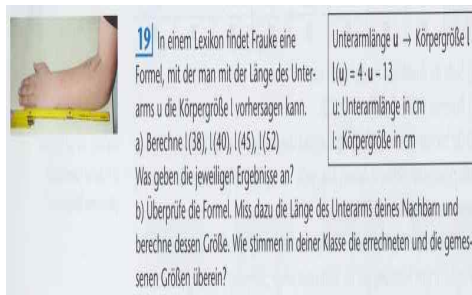 19 In einem Lexikon findet Frauke eine
Formel, mit der man mit der Länge des Unter-
arms u die Körpergröße l vorhersagen kann.
a) Berechne l(38), l(40), l(45), l(52)
Was geben die jeweiligen Ergebnisse an?
b) Überprüfe die Formel. Miss dazu die Länge des Unterarms deines Nachbarn und
berechne dessen Größe. Wie stimmen in deiner Klasse die errechneten und die gemes-
senen Größen überein?
Unterarmlänge u → Körpergröße l
l(u) = 4·u – 13
u: Unterarmlänge in cm
l: Körpergröße in cm